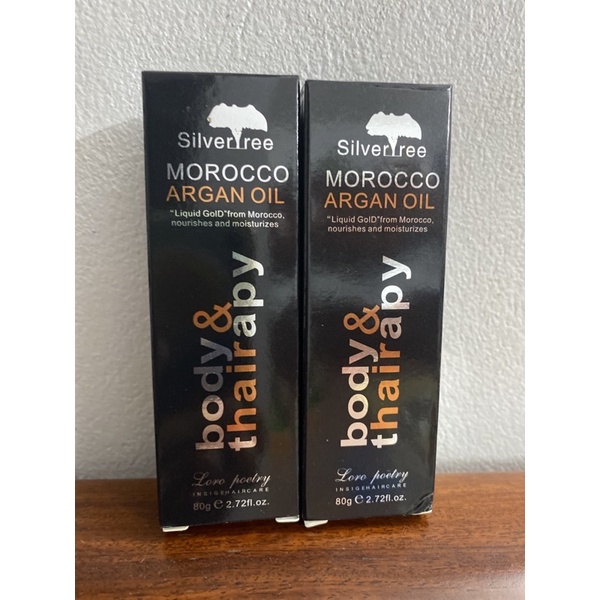 SilverTree
MOROCCO
ARGAN OIL
"Liquid GolD"from Morocco,
nourishes and moisturizes
body &
thairapy
Loro poetry
INSIGEHAIRCARE
80g e 2.72fl.oz.
SilverTree
MOROCCO
ARGAN OIL
"Liquid GolD"from Morocco,
nourishes and moisturizes
body &
thairapy
Loro poetry
INSIGEHAIRCARE
80g e 2.72fl.oz.